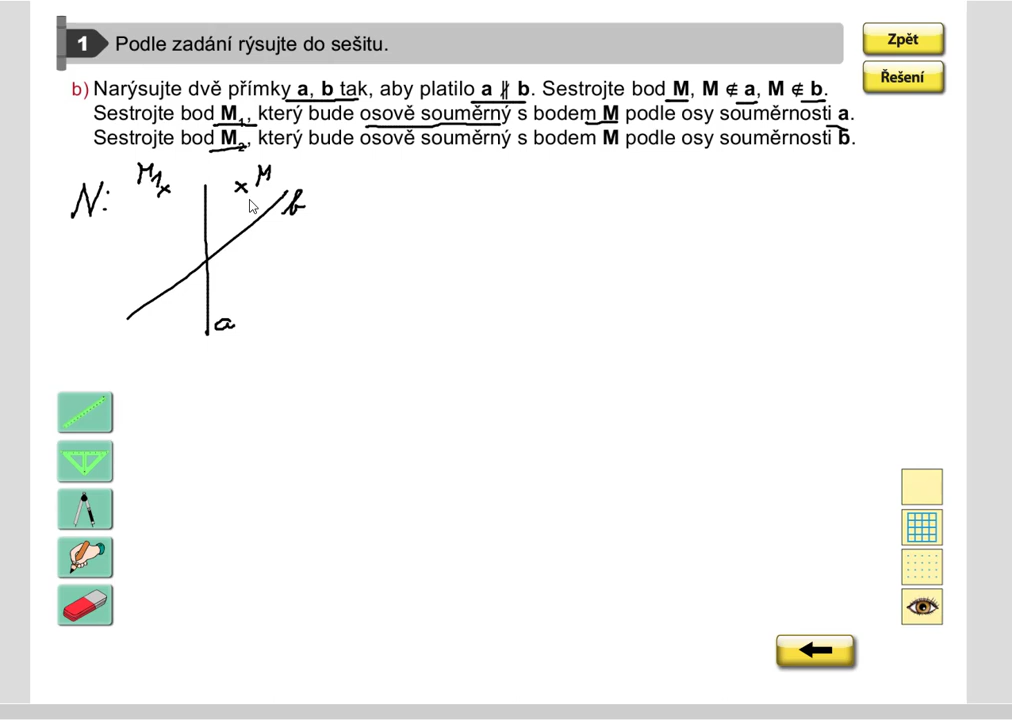 1 Podle zadání rýsujte do sešitu.
Zpět
Řešení
b) Narýsujte dvě přímky a, b tak, aby platilo a ∦ b. Sestrojte bod M, M ∉ a, M ∉ b.
Sestrojte bod M₁, který bude osově souměrný s bodem M podle osy souměrnosti a.
Sestrojte bod M₂, který bude osově souměrný s bodem M podle osy souměrnosti b.
N:
M₁ x
x M
b
a